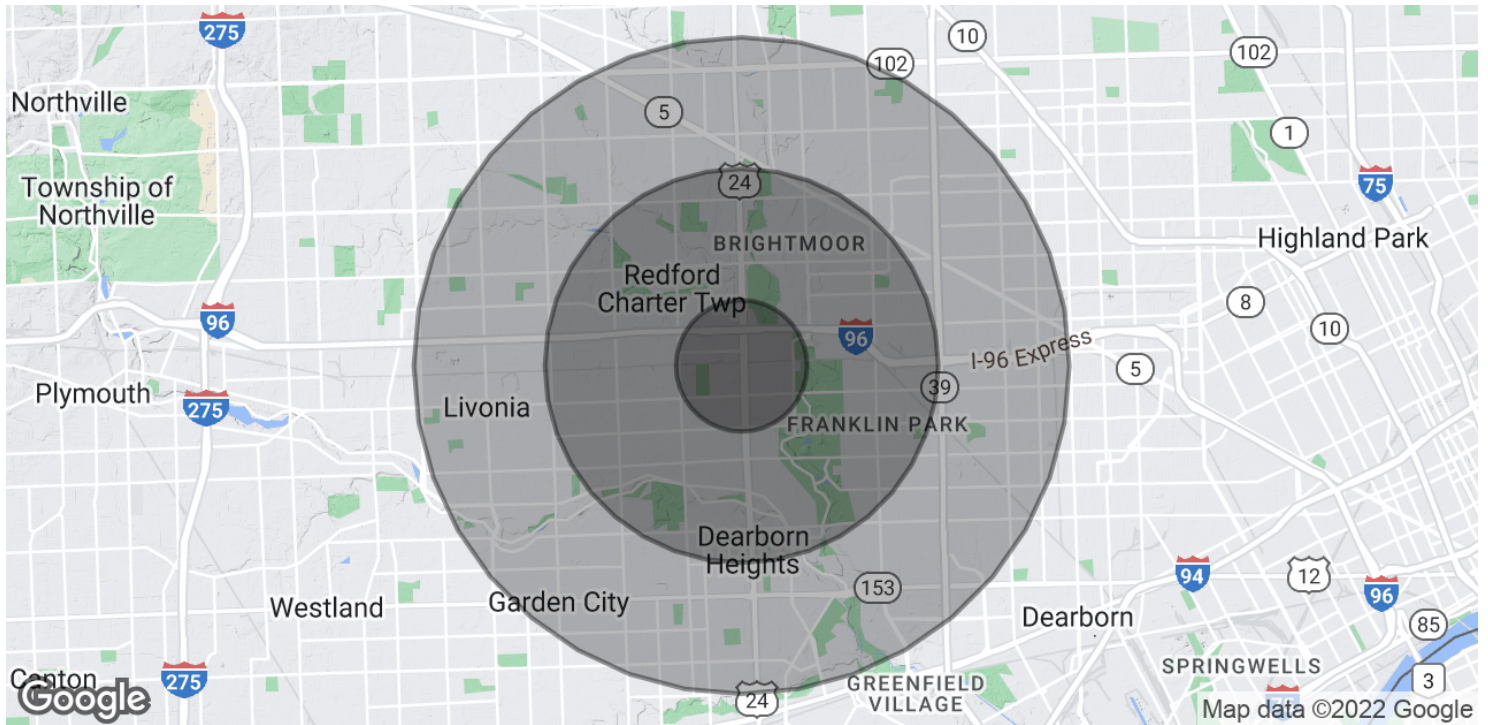 275
10
102
102
Northville
5
1
Township of
Northville
24
75
BRIGHTMOOR
Highland Park
Redford
Charter Twp
8
96
96
10
I-96 Express
5
Plymouth
275
Livonia
39
FRANKLIN PARK
Dearborn
Heights
94
12
153
96
Westland
Garden City
Dearborn
85
SPRINGWELLS
Canton
275
24
GREENFIELD
VILLAGE
3
Google
Map data ©2022 Google